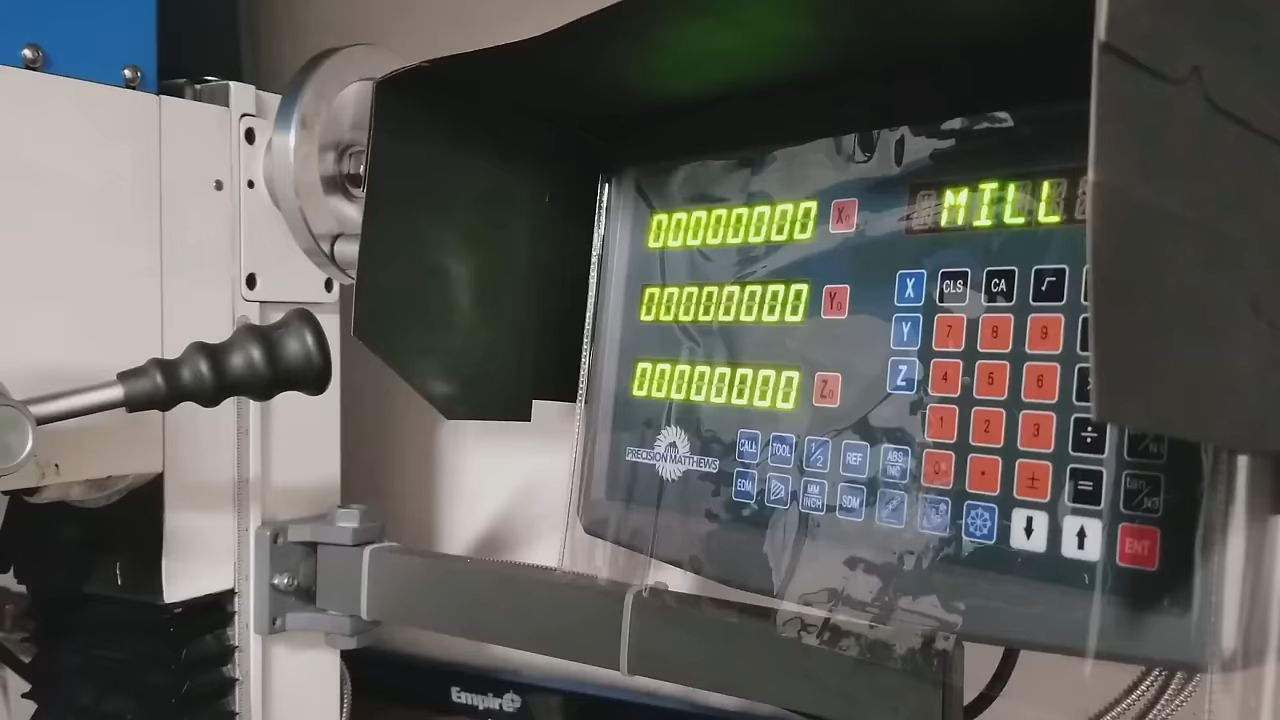 00000000 X₀ MILL
00000000 Y₀
00000000 Z₀
X CLS CA √
Y 7 8 9
Z 4 5 6
1 2 3 ÷
0 · ± =
CALL TOOL 1/2 REF ABS/INC
EDM MM/INCH SDM
ENT
PRECISION MATTHEWS
Empire